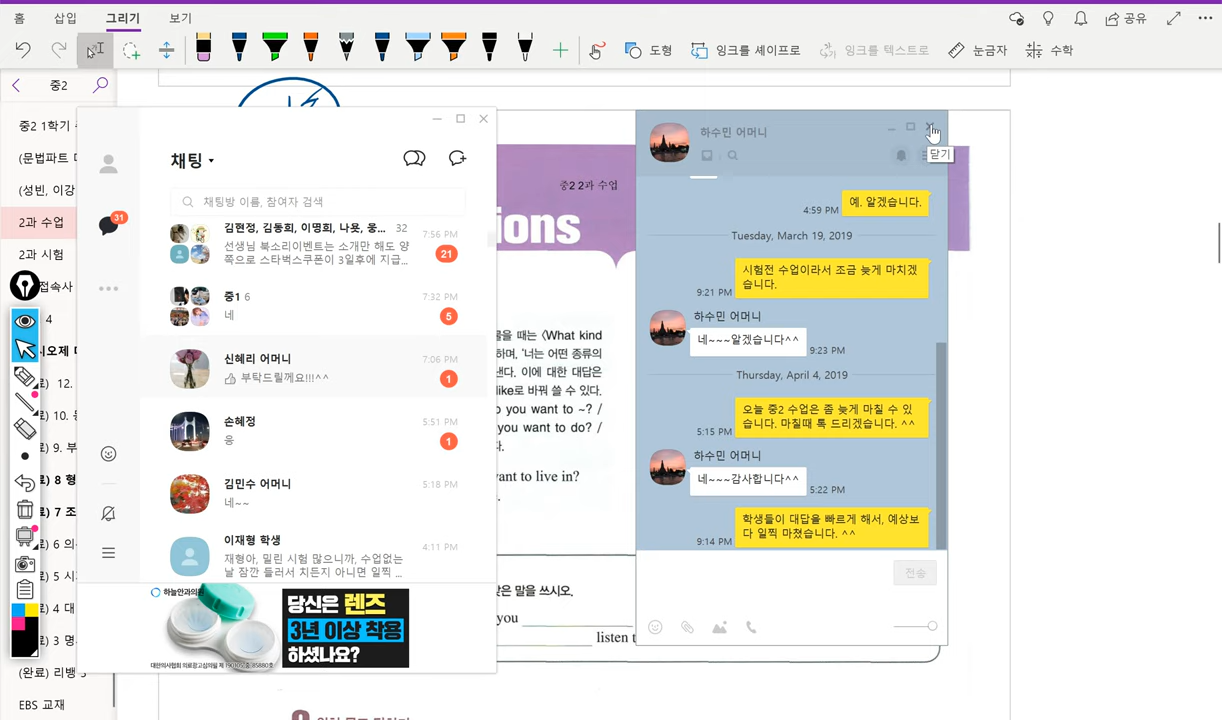 홈 삽입 그리기 보기
공유
도형 잉크를 셰이프로 잉크를 텍스트로 눈금자 수학
중2
중2 1학기
(문법파트
(성빈, 이강
2과 수업
2과 시험
접속사
4
니오제
료) 12.
료) 10.
료) 9. 부
료) 8 형
료) 7 조
료) 6 의
료) 5 시
료) 4 대
료) 3 명
(완료) 리뱅 3
EBS 교재
채팅
채팅방 이름, 참여자 검색
31
김현정, 김동희, 이명희, 나웃, 웅... 32
7:56 PM
선생님 북소리이벤트는 소개만 해도 양
쪽으로 스타벅스쿠폰이 3일후에 지급...
21
중1 6
7:32 PM
네
5
신혜리 어머니
7:06 PM
부탁드릴께요!!!^^
1
손혜정
5:51 PM
응
1
김민수 어머니
5:18 PM
네~~
이재형 학생
4:11 PM
재형아, 밀린 시험 많으니까, 수업없는
날 잠깐 들러서 치든지 아니면 일찍 ...
하늘안과의원
당신은 렌즈
3년 이상 착용
하셨나요?
중2 2과 수업
ions
물을 때는 〈What kind
하며, '너는 어떤 종류의
낸다. 이에 대한 대답은
like로 바꿔 쓸 수 있다.
o you want to ~? /
you want to do? /
다.
ant to live in?
맞은 말을 쓰시오.
you
listen t
하수민 어머니
닫기
예. 알겠습니다.
4:59 PM
Tuesday, March 19, 2019
시험전 수업이라서 조금 늦게 마치겠
습니다.
9:21 PM
하수민 어머니
네~~~알겠습니다^^
9:23 PM
Thursday, April 4, 2019
오늘 중2 수업은 좀 늦게 마칠 수 있
습니다. 마칠때 톡 드리겠습니다. ^^
5:15 PM
하수민 어머니
네~~~감사합니다^^
5:22 PM
학생들이 대답을 빠르게 해서, 예상보
다 일찍 마쳤습니다. ^^
9:14 PM
전송